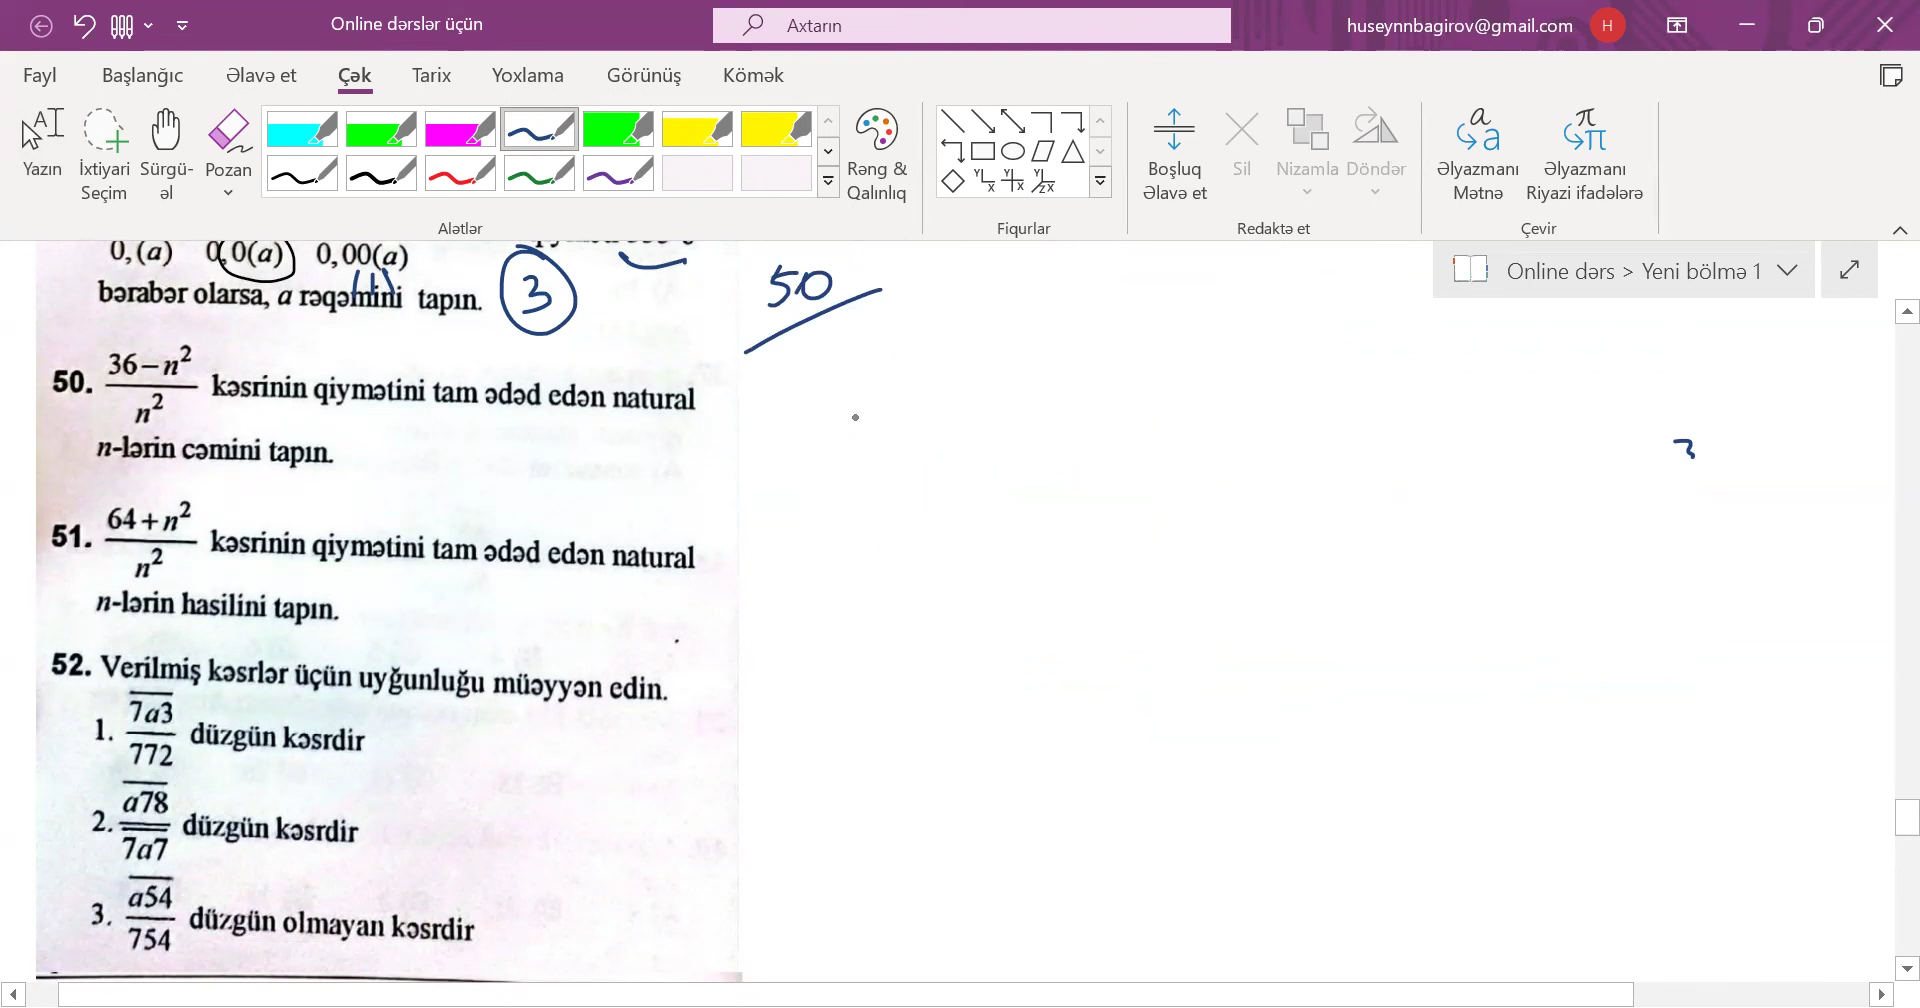 Online dərslər üçün
Axtarın
huseynnbagirov@gmail.com
H
Fayl
Başlanğıc
Əlavə et
Çək
Tarix
Yoxlama
Görünüş
Kömək
Yazın
İxtiyari Seçim
Sürgü-əl
Pozan
Rəng & Qalınlıq
Boşluq Əlavə et
Sil
Nizamla
Döndər
Əlyazmanı Mətnə
Əlyazmanı Riyazi ifadələrə
Alətlər
Fiqurlar
Redaktə et
Çevir
Online dərs > Yeni bölmə 1
0,(a) 0,0(a) 0,00(a)
bərabər olarsa, a rəqəmini tapın.
3
50
50. (36–n²)/n² kəsrinin qiymətini tam ədəd edən natural
n-lərin cəmini tapın.
51. (64+n²)/n² kəsrinin qiymətini tam ədəd edən natural
n-lərin hasilini tapın.
52. Verilmiş kəsrlər üçün uyğunluğu müəyyən edin.
1. 7a3/772 düzgün kəsrdir
2. a78/7a7 düzgün kəsrdir
3. a54/754 düzgün olmayan kəsrdir